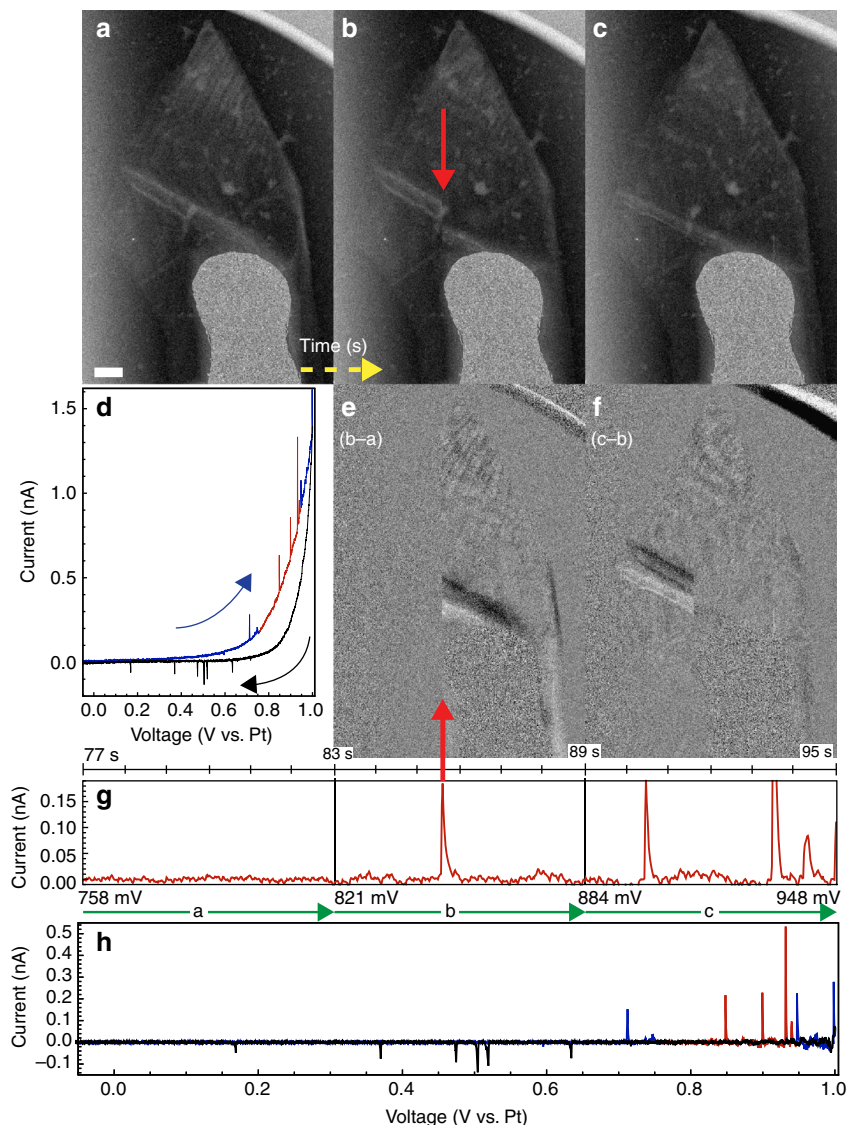 a
b
c
Time (s)
d
1.5
1.0
0.5
0.0
Current (nA)
0.0 0.2 0.4 0.6 0.8 1.0
Voltage (V vs. Pt)
e
(b–a)
f
(c–b)
77 s
83 s
89 s
95 s
g
0.15
0.10
0.05
0.00
Current (nA)
758 mV
821 mV
884 mV
948 mV
a
b
c
h
0.5
0.4
0.3
0.2
0.1
0.0
–0.1
Current (nA)
0.0 0.2 0.4 0.6 0.8 1.0
Voltage (V vs. Pt)